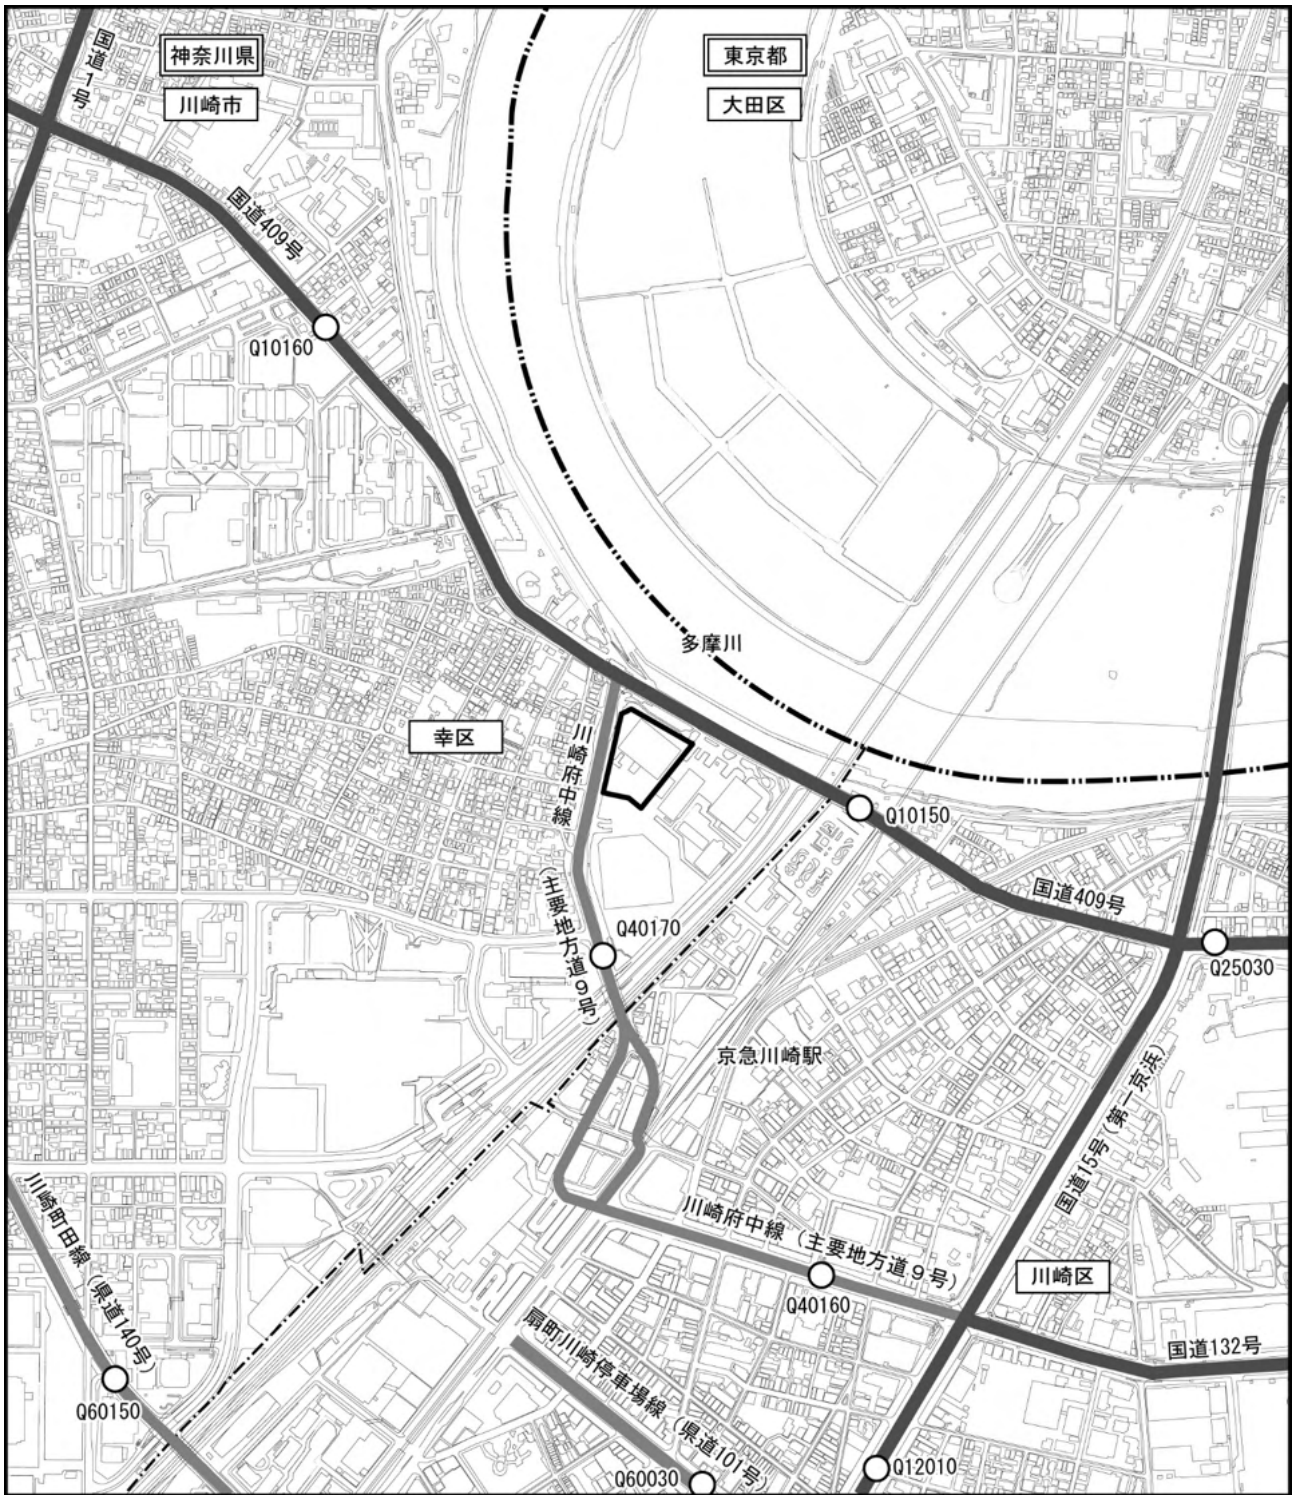 国道1号
神奈川県
川崎市
東京都
大田区
国道409号
Q10160
多摩川
幸区
川崎府中線
(主要地方道9号)
Q10150
国道409号
Q40170
Q25030
京急川崎駅
国道15号(第一京浜)
川崎町田線(県道140号)
川崎府中線(主要地方道9号)
川崎区
Q40160
扇町川崎停車場線(県道101号)
国道132号
Q60150
Q60030
Q12010